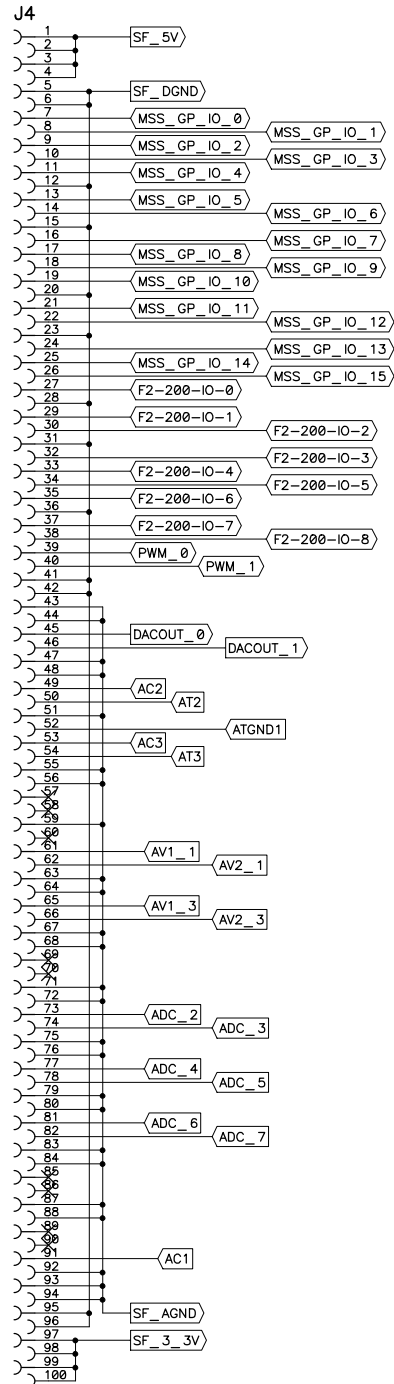 J4
1 SF_5V
2
3
4
5 SF_DGND
6
7 MSS_GP_IO_0
8 MSS_GP_IO_1
9 MSS_GP_IO_2
10 MSS_GP_IO_3
11 MSS_GP_IO_4
12
13 MSS_GP_IO_5
14 MSS_GP_IO_6
15
16 MSS_GP_IO_7
17 MSS_GP_IO_8
18 MSS_GP_IO_9
19 MSS_GP_IO_10
20
21 MSS_GP_IO_11
22 MSS_GP_IO_12
23
24 MSS_GP_IO_13
25 MSS_GP_IO_14
26 MSS_GP_IO_15
27 F2-200-IO-0
28
29 F2-200-IO-1
30 F2-200-IO-2
31
32 F2-200-IO-3
33 F2-200-IO-4
34 F2-200-IO-5
35 F2-200-IO-6
36
37 F2-200-IO-7
38 F2-200-IO-8
39 PWM_0
40 PWM_1
41
42
43
44
45 DACOUT_0
46 DACOUT_1
47
48
49 AC2
50 AT2
51
52 ATGND1
53 AC3
54 AT3
55
56
57
58
59
60
61 AV1_1
62 AV2_1
63
64
65 AV1_3
66 AV2_3
67
68
69
70
71
72
73 ADC_2
74 ADC_3
75
76
77 ADC_4
78 ADC_5
79
80
81 ADC_6
82 ADC_7
83
84
85
86
87
88
89
90
91 AC1
92
93
94
95 SF_AGND
96
97 SF_3_3V
98
99
100